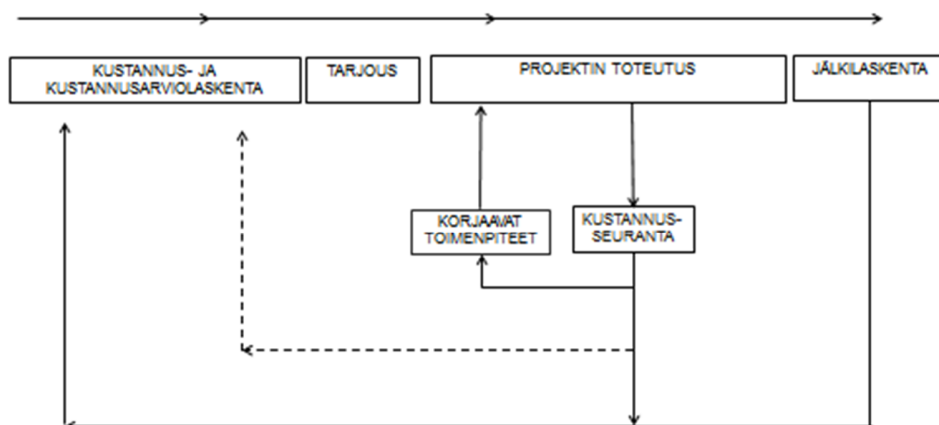 KUSTANNUS- JA
KUSTANNUSARVIOLASKENTA
TARJOUS
PROJEKTIN TOTEUTUS
JÄLKILASKENTA
KORJAAVAT
TOIMENPITEET
KUSTANNUS-
SEURANTA